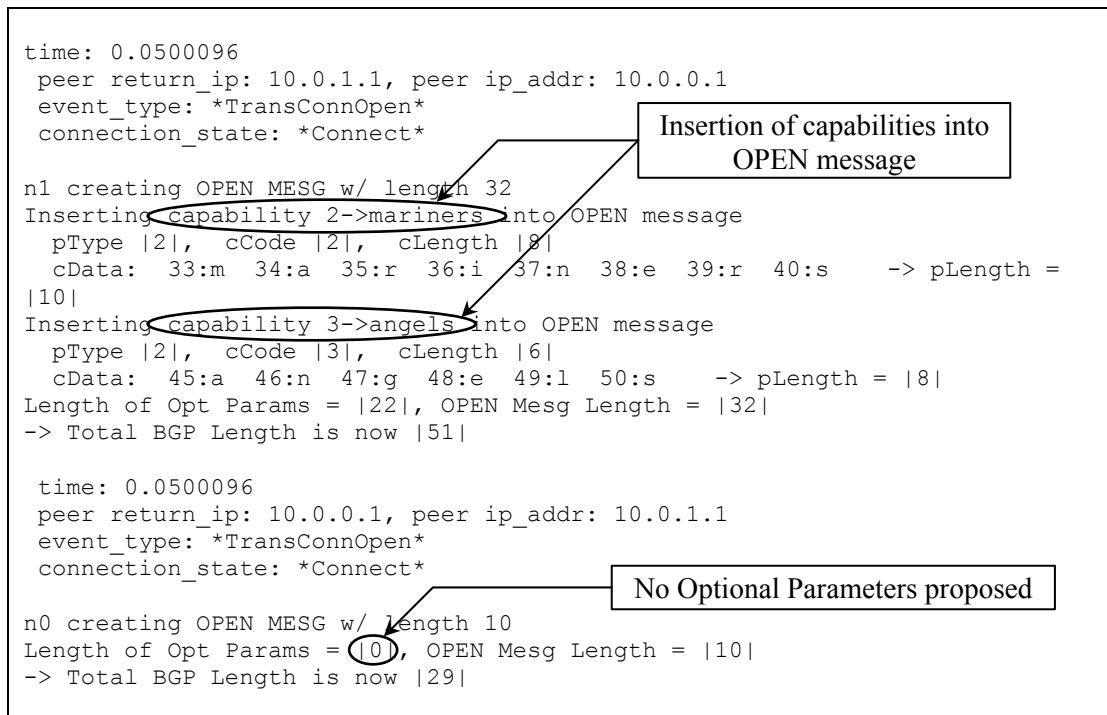 time: 0.0500096
peer return_ip: 10.0.1.1, peer ip_addr: 10.0.0.1
event_type: *TransConnOpen*
connection_state: *Connect*
Insertion of capabilities into
OPEN message
n1 creating OPEN MESG w/ length 32
Inserting capability 2->mariners into OPEN message
pType |2|, cCode |2|, cLength |8|
cData: 33:m 34:a 35:r 36:i 37:n 38:e 39:r 40:s -> pLength =
|10|
Inserting capability 3->angels into OPEN message
pType |2|, cCode |3|, cLength |6|
cData: 45:a 46:n 47:g 48:e 49:l 50:s -> pLength = |8|
Length of Opt Params = |22|, OPEN Mesg Length = |32|
-> Total BGP Length is now |51|
time: 0.0500096
peer return_ip: 10.0.0.1, peer ip_addr: 10.0.1.1
event_type: *TransConnOpen*
connection_state: *Connect*
No Optional Parameters proposed
n0 creating OPEN MESG w/ length 10
Length of Opt Params = |0|, OPEN Mesg Length = |10|
-> Total BGP Length is now |29|